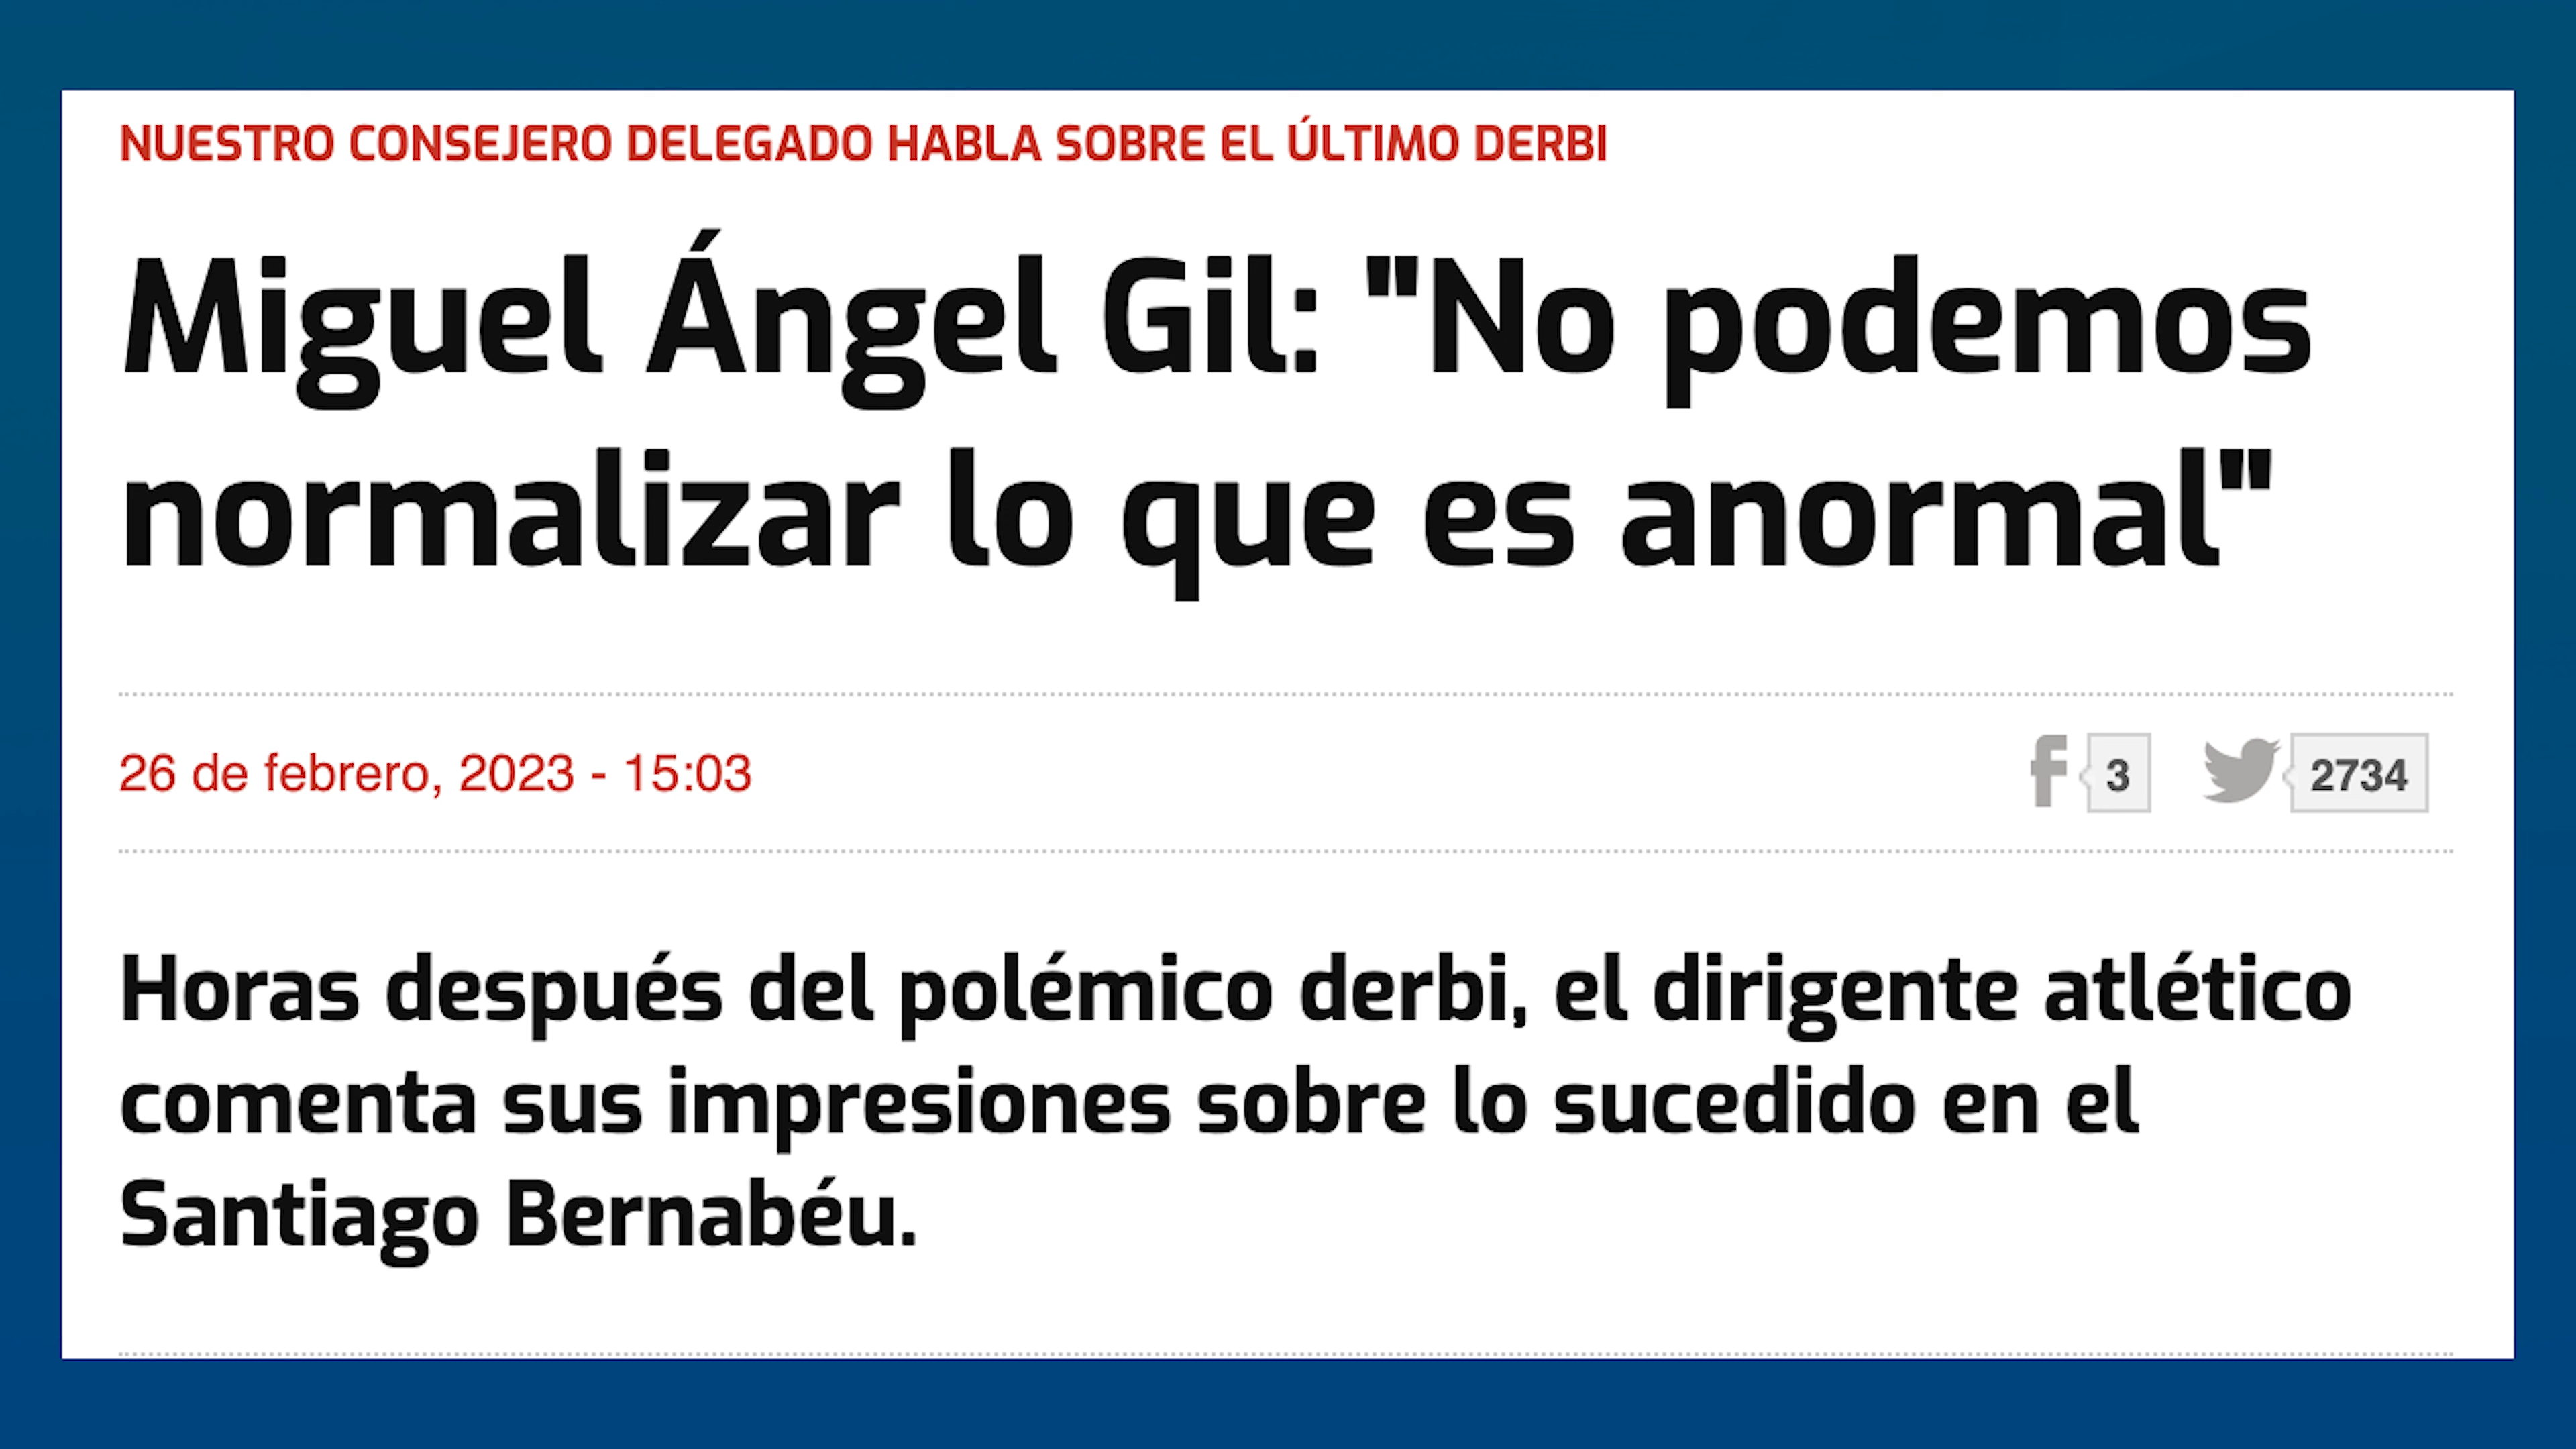 NUESTRO CONSEJERO DELEGADO HABLA SOBRE EL ÚLTIMO DERBI
Miguel Ángel Gil: "No podemos
normalizar lo que es anormal"
26 de febrero, 2023 - 15:03
3
2734
Horas después del polémico derbi, el dirigente atlético
comenta sus impresiones sobre lo sucedido en el
Santiago Bernabéu.